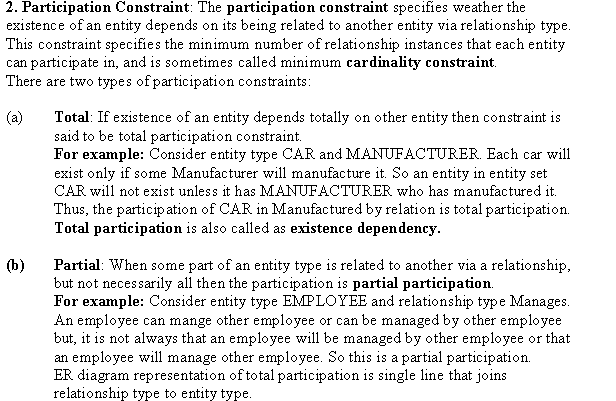 2. Participation Constraint: The participation constraint specifies weather the
existence of an entity depends on its being related to another entity via relationship type.
This constraint specifies the minimum number of relationship instances that each entity
can participate in, and is sometimes called minimum cardinality constraint.
There are two types of participation constraints:
(a) Total: If existence of an entity depends totally on other entity then constraint is
said to be total participation constraint.
For example: Consider entity type CAR and MANUFACTURER. Each car will
exist only if some Manufacturer will manufacture it. So an entity in entity set
CAR will not exist unless it has MANUFACTURER who has manufactured it.
Thus, the participation of CAR in Manufactured by relation is total participation.
Total participation is also called as existence dependency.
(b) Partial: When some part of an entity type is related to another via a relationship,
but not necessarily all then the participation is partial participation.
For example: Consider entity type EMPLOYEE and relationship type Manages.
An employee can mange other employee or can be managed by other employee
but, it is not always that an employee will be managed by other employee or that
an employee will manage other employee. So this is a partial participation.
ER diagram representation of total participation is single line that joins
relationship type to entity type.